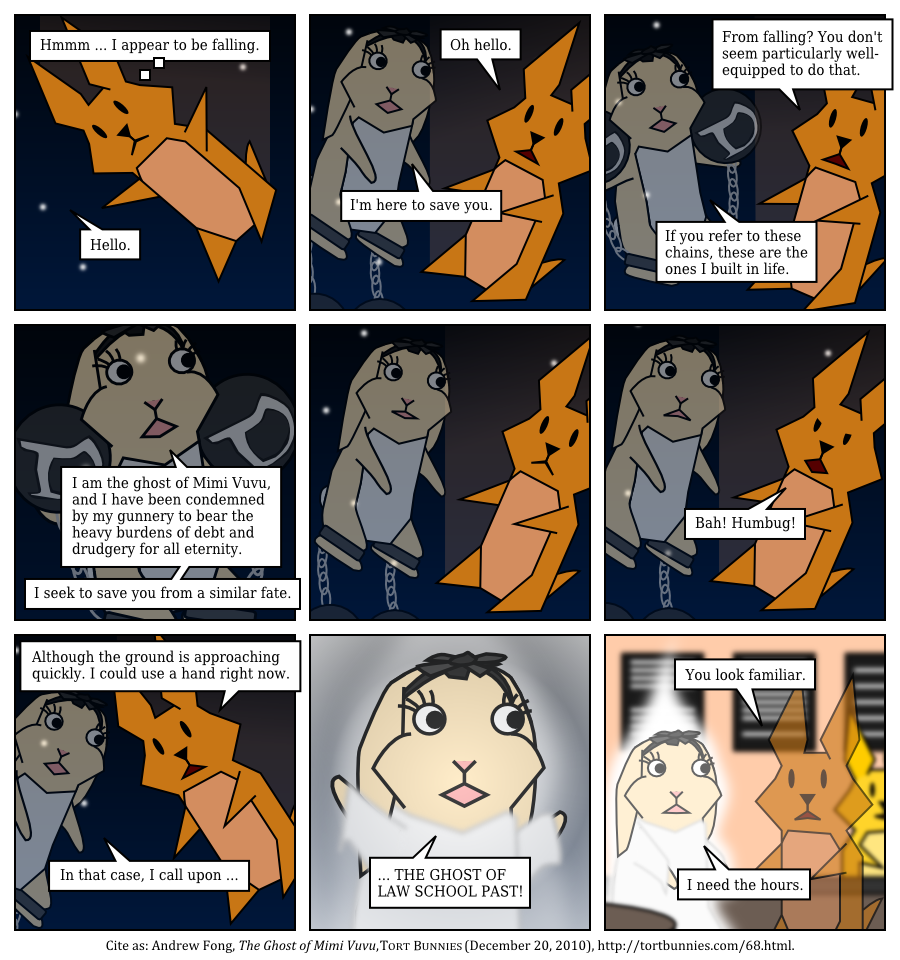 Hmmm ... I appear to be falling.
Hello.
Oh hello.
I'm here to save you.
From falling? You don't
seem particularly well-
equipped to do that.
If you refer to these
chains, these are the
ones I built in life.
I am the ghost of Mimi Vuvu,
and I have been condemned
by my gunnery to bear the
heavy burdens of debt and
drudgery for all eternity.
I seek to save you from a similar fate.
Bah! Humbug!
Although the ground is approaching
quickly. I could use a hand right now.
In that case, I call upon ...
... THE GHOST OF
LAW SCHOOL PAST!
You look familiar.
I need the hours.
Cite as: Andrew Fong, The Ghost of Mimi Vuvu,TORT BUNNIES (December 20, 2010), http://tortbunnies.com/68.html.